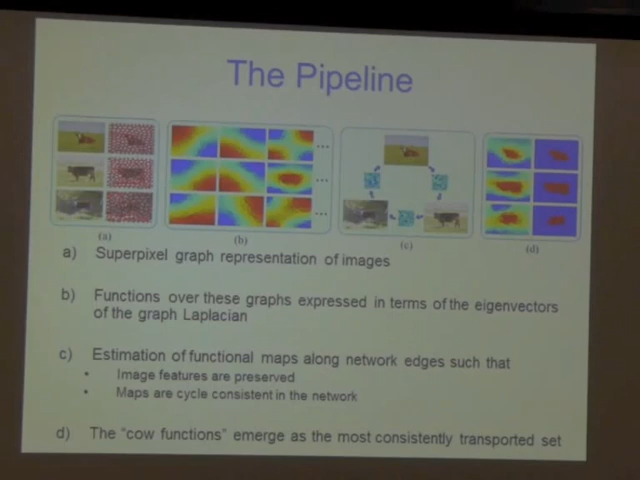 The Pipeline
(a)
(b)
(c)
(d)
a) Superpixel graph representation of images
b) Functions over these graphs expressed in terms of the eigenvectors
of the graph Laplacian
c) Estimation of functional maps along network edges such that
• Image features are preserved
• Maps are cycle consistent in the network
d) The "cow functions" emerge as the most consistently transported set